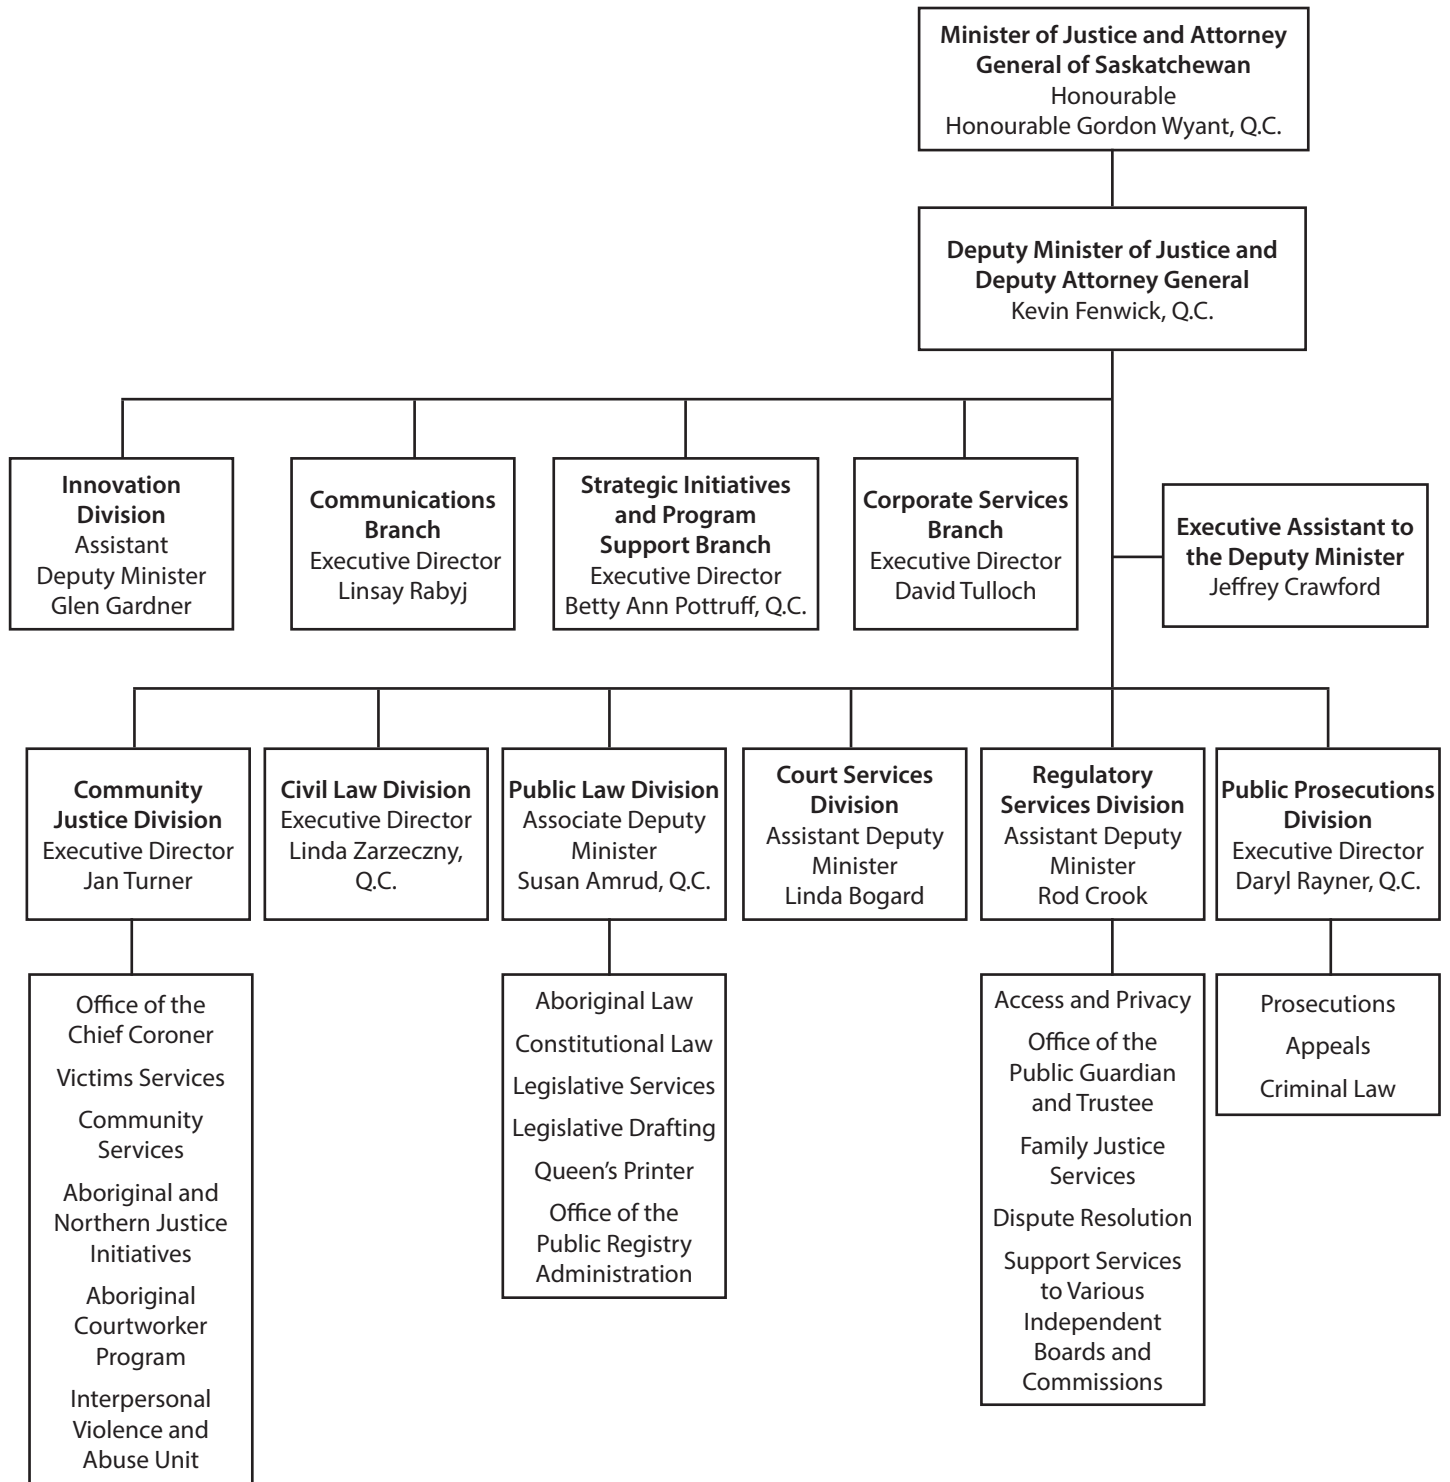 Minister of Justice and Attorney
General of Saskatchewan
Honourable
Honourable Gordon Wyant, Q.C.
Deputy Minister of Justice and
Deputy Attorney General
Kevin Fenwick, Q.C.
Innovation
Division
Assistant
Deputy Minister
Glen Gardner
Communications
Branch
Executive Director
Linsay Rabyj
Strategic Initiatives
and Program
Support Branch
Executive Director
Betty Ann Pottruff, Q.C.
Corporate Services
Branch
Executive Director
David Tulloch
Executive Assistant to
the Deputy Minister
Jeffrey Crawford
Community
Justice Division
Executive Director
Jan Turner
Civil Law Division
Executive Director
Linda Zarzeczny,
Q.C.
Public Law Division
Associate Deputy
Minister
Susan Amrud, Q.C.
Court Services
Division
Assistant Deputy
Minister
Linda Bogard
Regulatory
Services Division
Assistant Deputy
Minister
Rod Crook
Public Prosecutions
Division
Executive Director
Daryl Rayner, Q.C.
Office of the
Chief Coroner
Victims Services
Community
Services
Aboriginal and
Northern Justice
Initiatives
Aboriginal
Courtworker
Program
Interpersonal
Violence and
Abuse Unit
Aboriginal Law
Constitutional Law
Legislative Services
Legislative Drafting
Queen’s Printer
Office of the
Public Registry
Administration
Access and Privacy
Office of the
Public Guardian
and Trustee
Family Justice
Services
Dispute Resolution
Support Services
to Various
Independent
Boards and
Commissions
Prosecutions
Appeals
Criminal Law